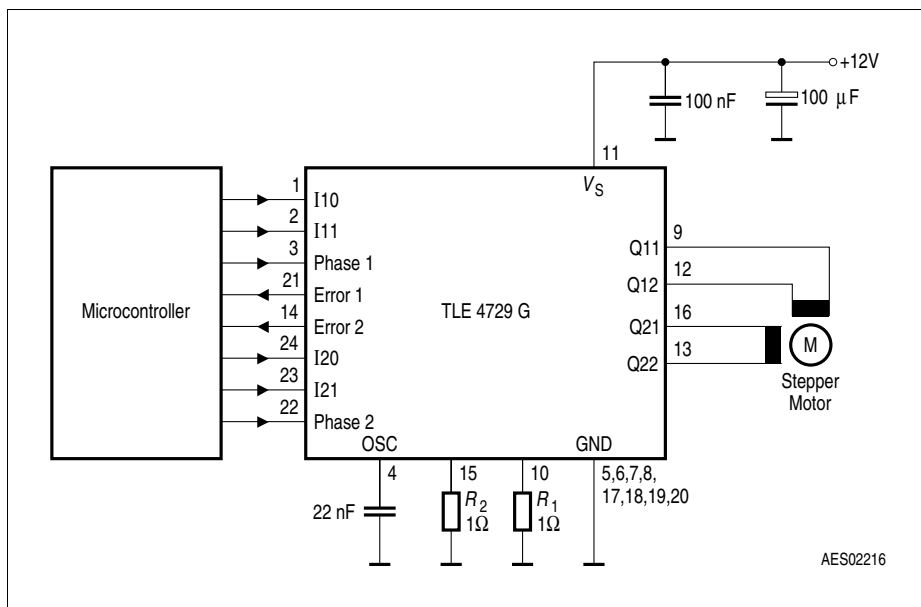 +12V
100 nF
100 µF
11
VS
1
I10
2
I11
3
Phase 1
21
Error 1
14
Error 2
24
I20
23
I21
22
Phase 2
Microcontroller
TLE 4729 G
Q11
9
Q12
12
Q21
16
Q22
13
M
Stepper
Motor
OSC
GND
4
15
10
5,6,7,8,
17,18,19,20
22 nF
R2
1Ω
R1
1Ω
AES02216